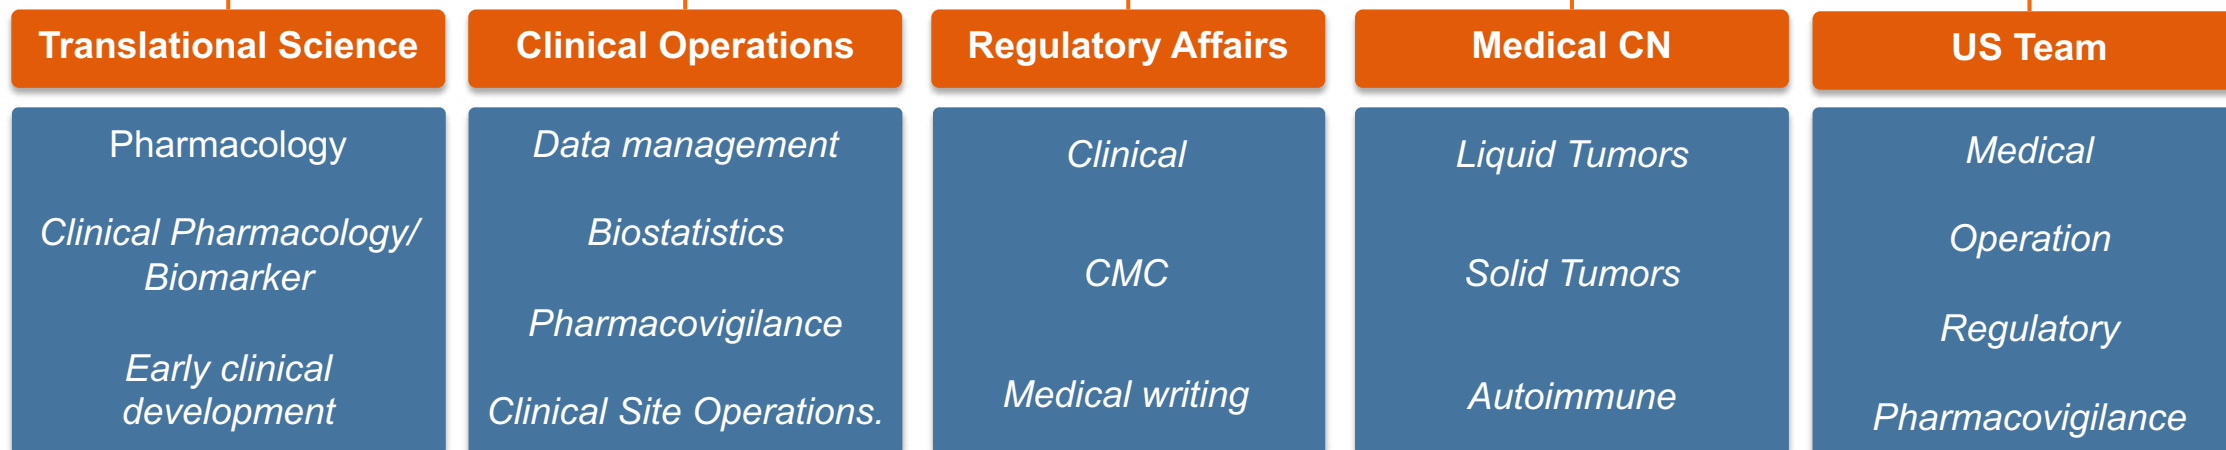 Translational Science
Pharmacology
Clinical Pharmacology/
Biomarker
Early clinical
development
Clinical Operations
Data management
Biostatistics
Pharmacovigilance
Clinical Site Operations.
Regulatory Affairs
Clinical
CMC
Medical writing
Medical CN
Liquid Tumors
Solid Tumors
Autoimmune
US Team
Medical
Operation
Regulatory
Pharmacovigilance